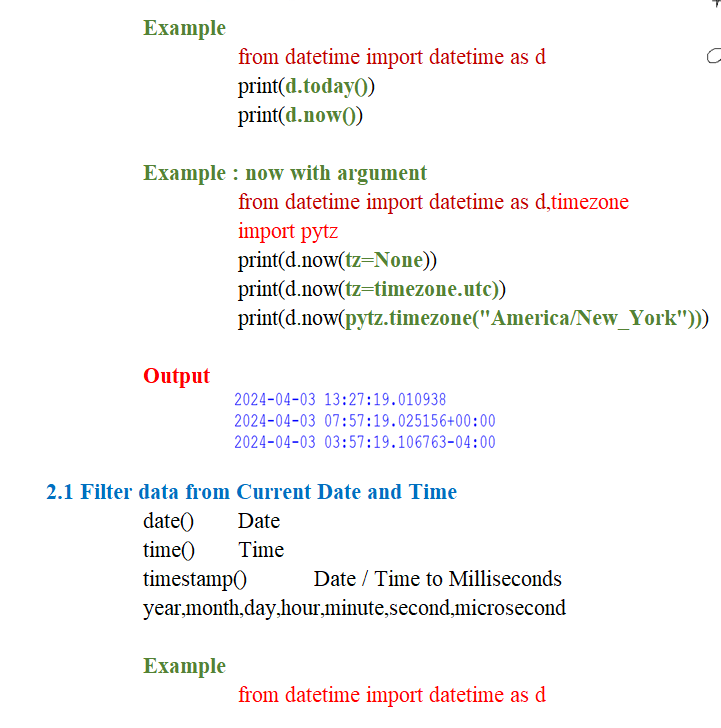 Example
from datetime import datetime as d
print(d.today())
print(d.now())
Example : now with argument
from datetime import datetime as d,timezone
import pytz
print(d.now(tz=None))
print(d.now(tz=timezone.utc))
print(d.now(pytz.timezone("America/New_York")))
Output
2024-04-03 13:27:19.010938
2024-04-03 07:57:19.025156+00:00
2024-04-03 03:57:19.106763-04:00
2.1 Filter data from Current Date and Time
date() Date
time() Time
timestamp() Date / Time to Milliseconds
year,month,day,hour,minute,second,microsecond
Example
from datetime import datetime as d